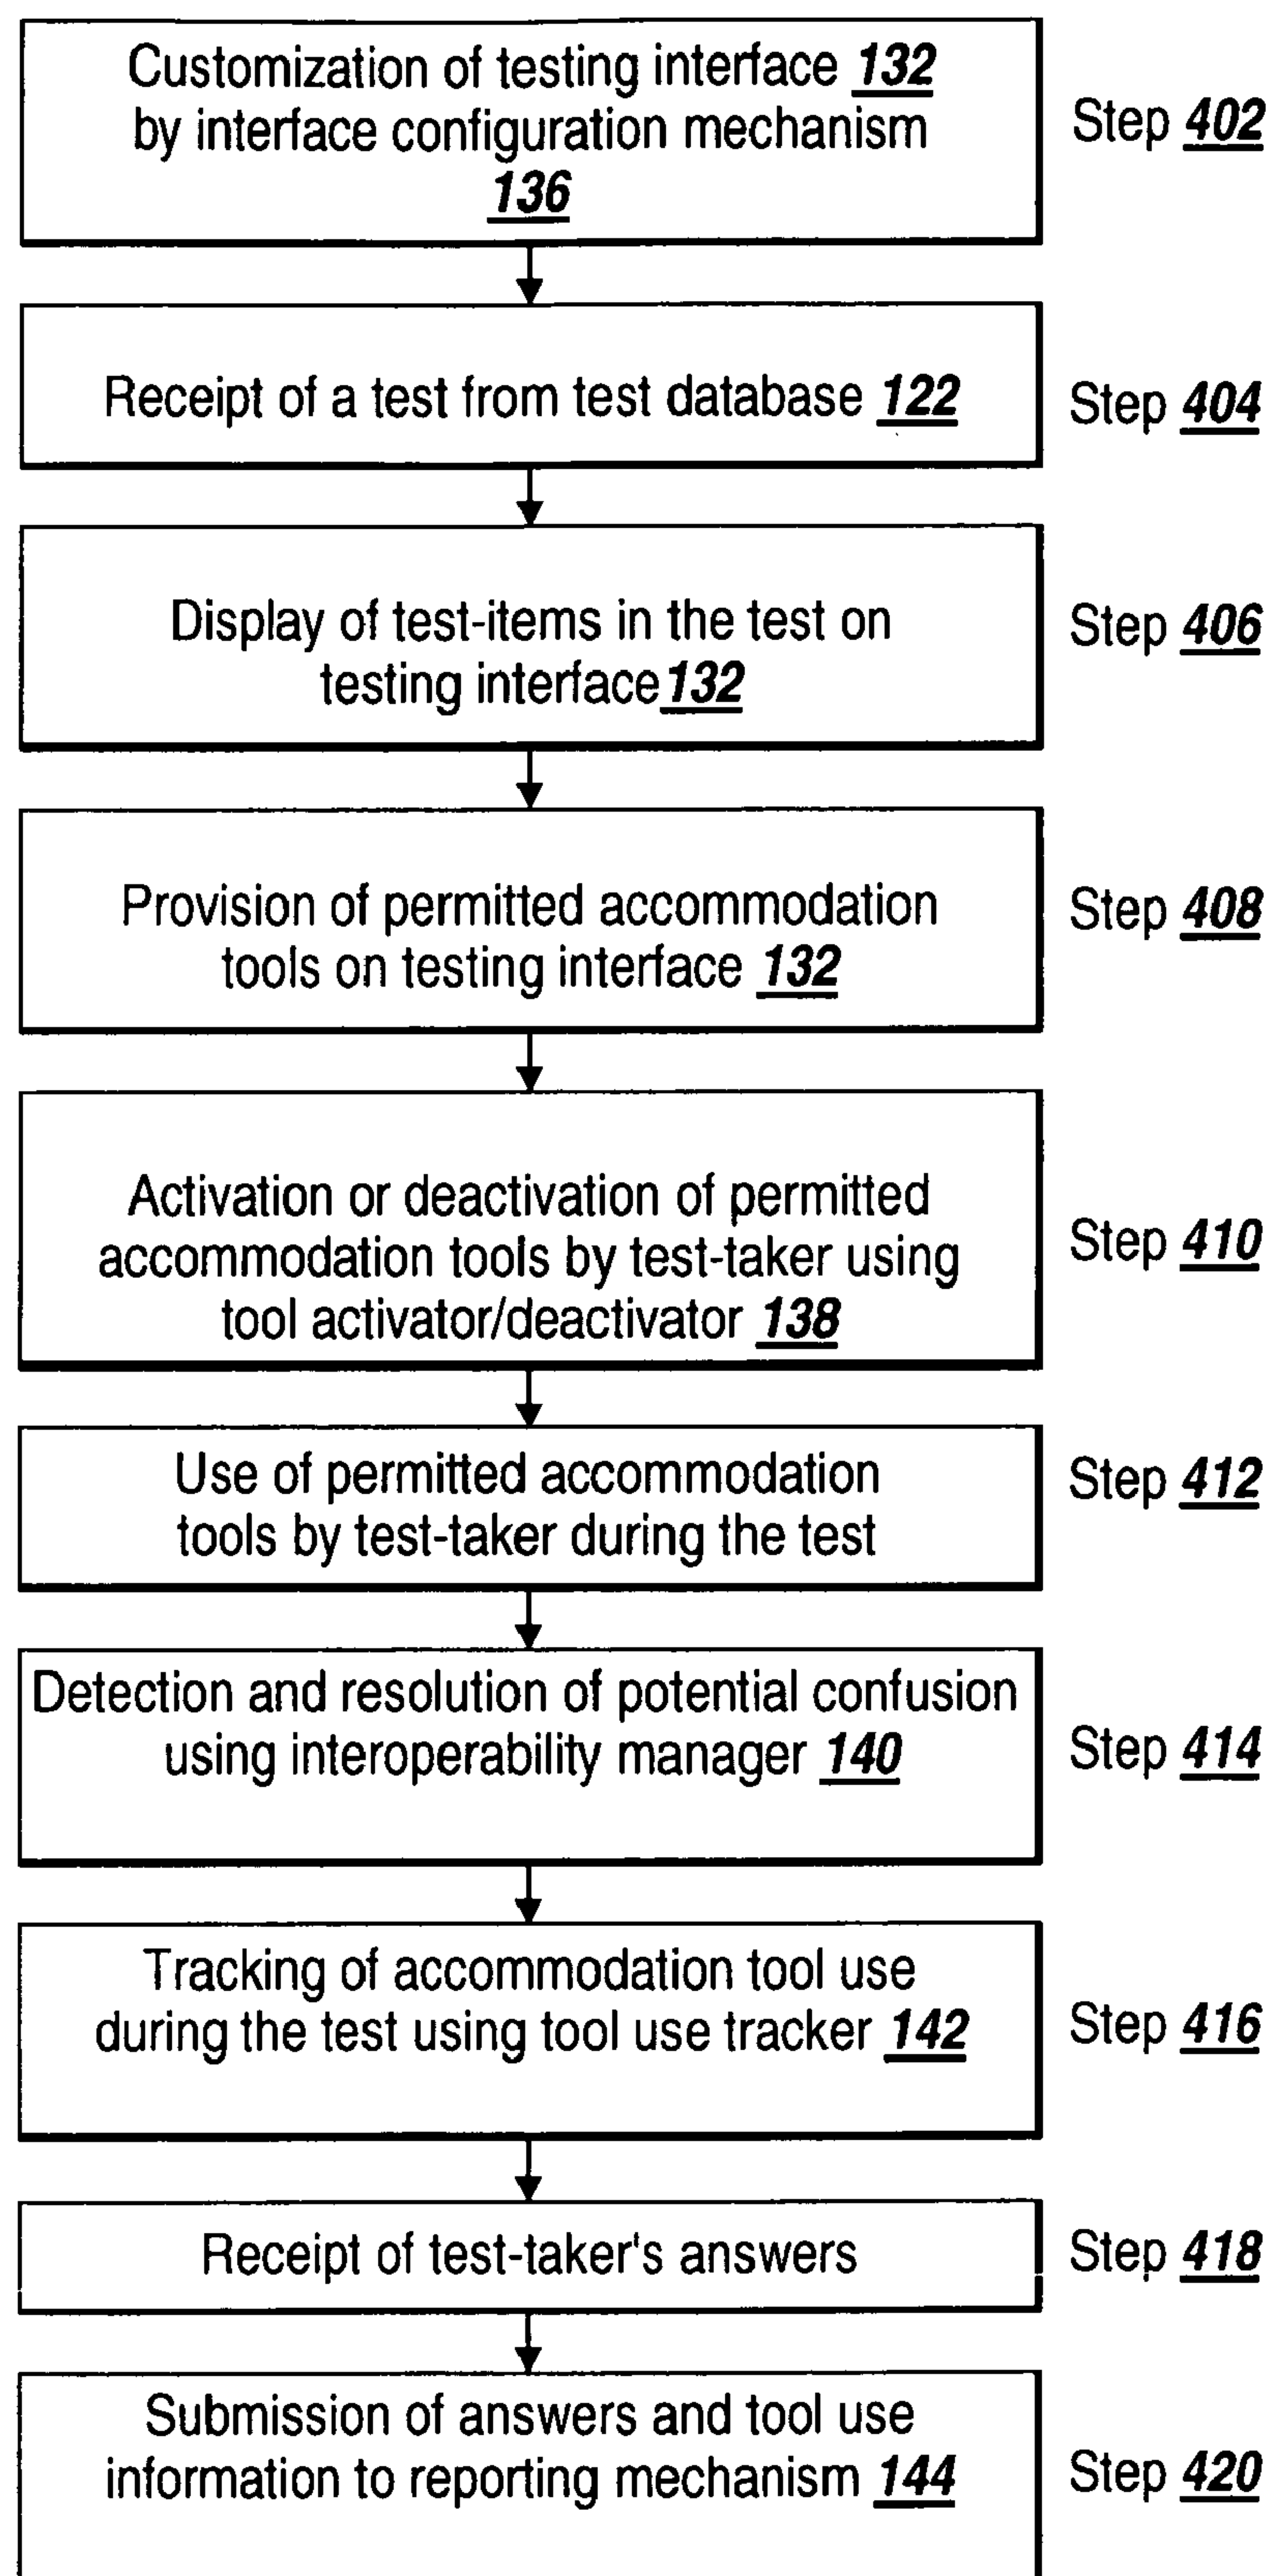 Customization of testing interface 132
by interface configuration mechanism
136
Step 402
Receipt of a test from test database 122
Step 404
Display of test-items in the test on
testing interface 132
Step 406
Provision of permitted accommodation
tools on testing interface 132
Step 408
Activation or deactivation of permitted
accommodation tools by test-taker using
tool activator/deactivator 138
Step 410
Use of permitted accommodation
tools by test-taker during the test
Step 412
Detection and resolution of potential confusion
using interoperability manager 140
Step 414
Tracking of accommodation tool use
during the test using tool use tracker 142
Step 416
Receipt of test-taker's answers
Step 418
Submission of answers and tool use
information to reporting mechanism 144
Step 420